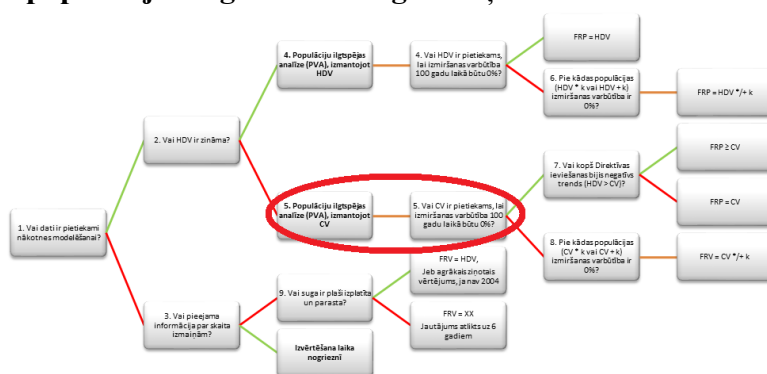 4. Populāciju ilgtspējas
analīze (PVA), izmantojot
HDV
4. Vai HDV ir pietiekams,
lai izmiršanas varbūtība
100 gadu laikā būtu 0%?
FRP = HDV
6. Pie kādas populācijas
(HDV * k vai HDV + k)
izmiršanas varbūtība ir
0%?
FRP = HDV */+ k
2. Vai HDV ir zināma?
7. Vai kopš Direktīvas
ieviešanas bijis negatīvs
trends (HDV > CV)?
FRP ≥ CV
FRP = CV
5. Populāciju ilgtspējas
analīze (PVA), izmantojot
CV
5. Vai CV ir pietiekams, lai
izmiršanas varbūtība 100
gadu laikā būtu 0%?
8. Pie kādas populācijas
(CV * k vai CV + k)
izmiršanas varbūtība ir
0%?
FRV = CV */+ k
1. Vai dati ir pietiekami
nākotnes modelēšanai?
3. Vai pieejama
informācija par skaita
izmaiņām?
9. Vai suga ir plaši izplatīta
un parasta?
FRV = HDV,
Jeb agrākais ziņotais
vērtējums, ja nav 2004
FRV = XX
Jautājums atlikts uz 6
gadiem
Izvērtēšana laika
nogrieznī